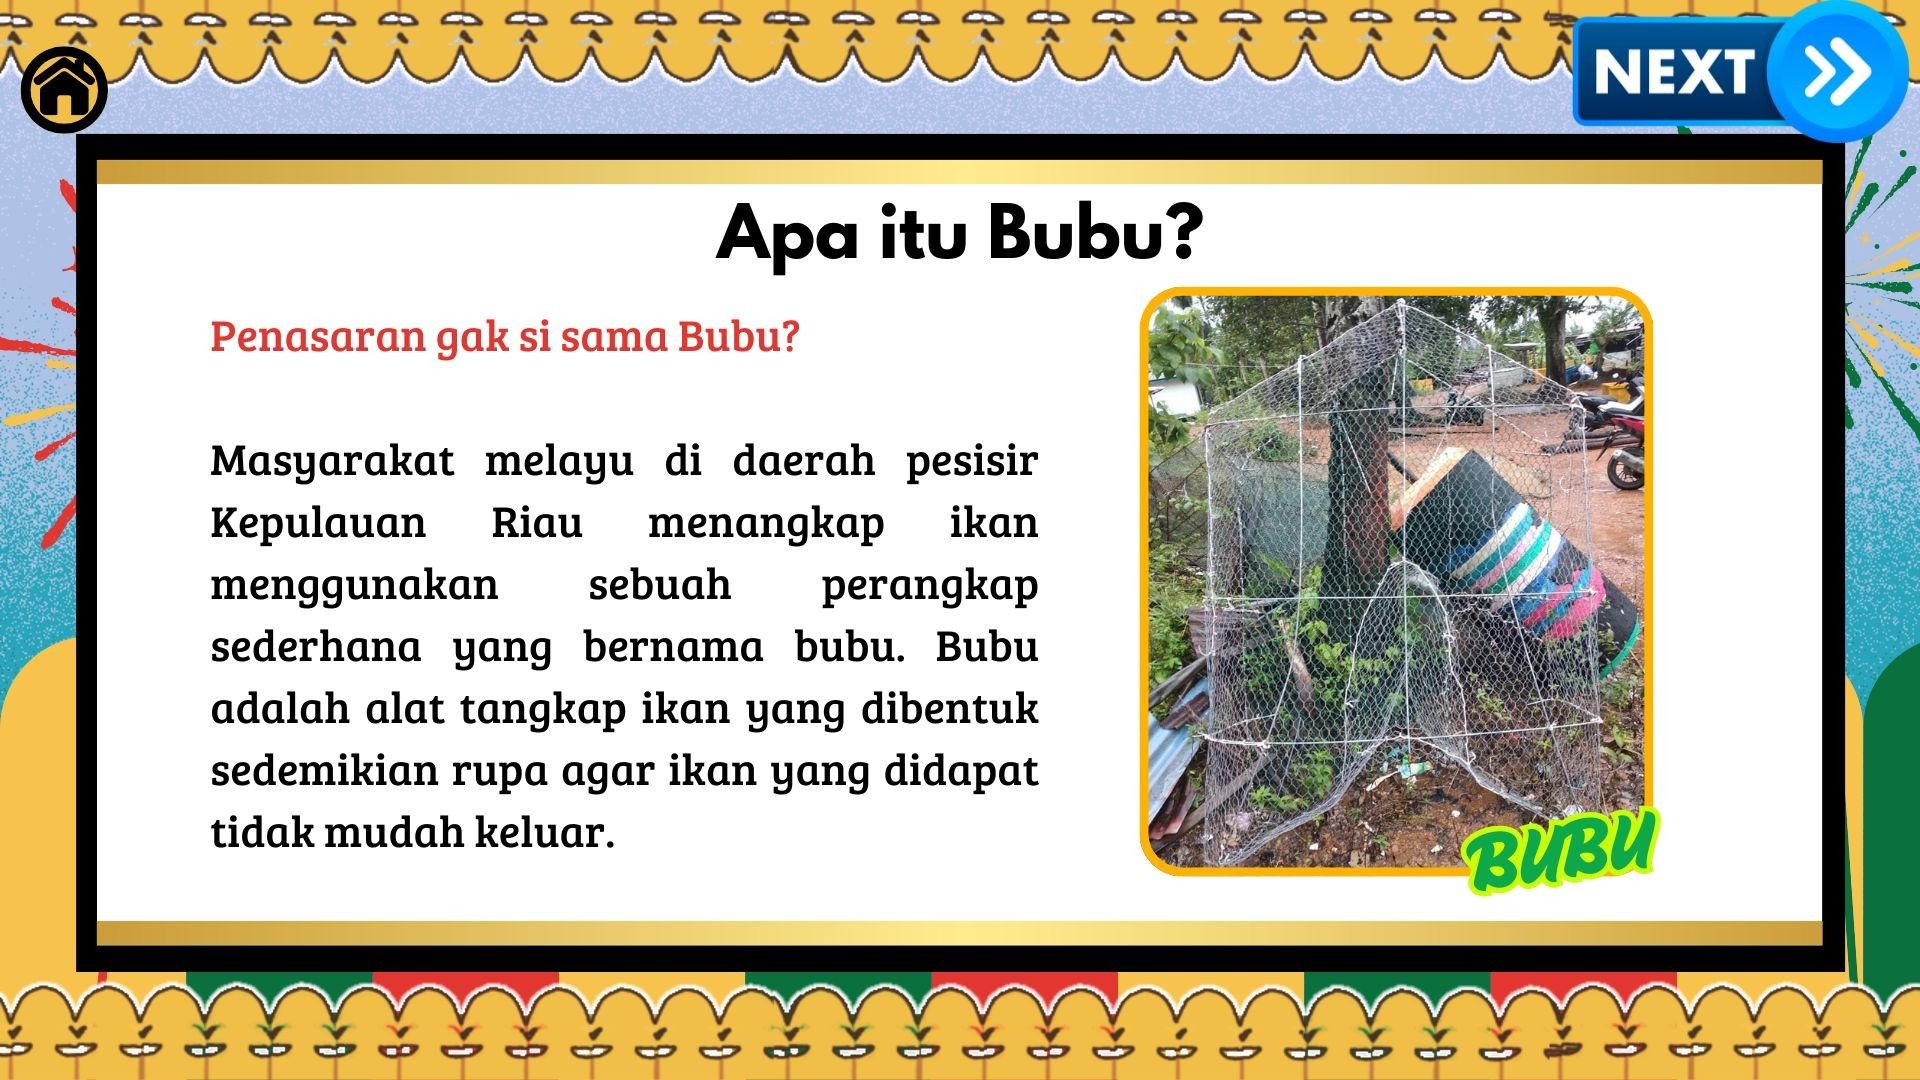 NEXT
Apa itu Bubu?
Penasaran gak si sama Bubu?
Masyarakat melayu di daerah pesisir
Kepulauan Riau menangkap ikan
menggunakan sebuah perangkap
sederhana yang bernama bubu. Bubu
adalah alat tangkap ikan yang dibentuk
sedemikian rupa agar ikan yang didapat
tidak mudah keluar.
BUBU